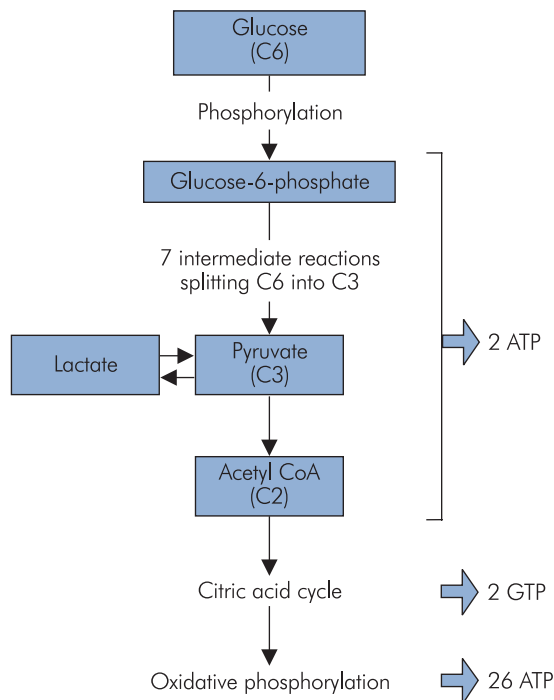 Glucose
(C6)
Phosphorylation
Glucose-6-phosphate
7 intermediate reactions
splitting C6 into C3
Lactate
Pyruvate
(C3)
2 ATP
Acetyl CoA
(C2)
Citric acid cycle
2 GTP
Oxidative phosphorylation
26 ATP